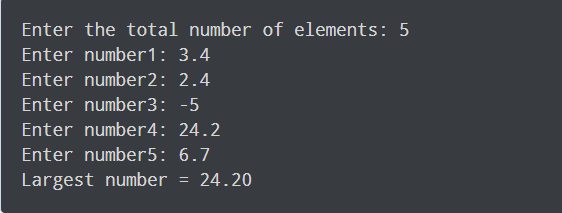 Enter the total number of elements: 5
Enter number1: 3.4
Enter number2: 2.4
Enter number3: -5
Enter number4: 24.2
Enter number5: 6.7
Largest number = 24.20